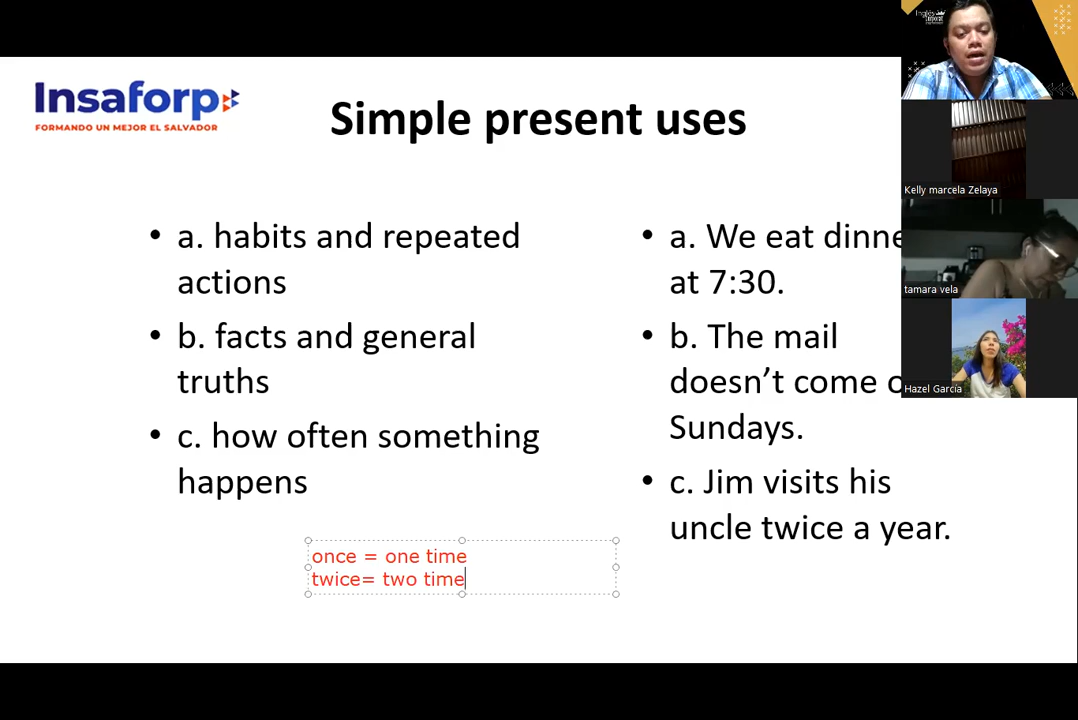 Insaforp
FORMANDO UN MEJOR EL SALVADOR
Simple present uses
• a. habits and repeated
actions
• b. facts and general
truths
• c. how often something
happens
• a. We eat dinne
at 7:30.
• b. The mail
doesn’t come
Sundays.
• c. Jim visits his
uncle twice a year.
once = one time
twice= two time
Inglés
Kelly marcela Zelaya
tamara vela
Hazel García